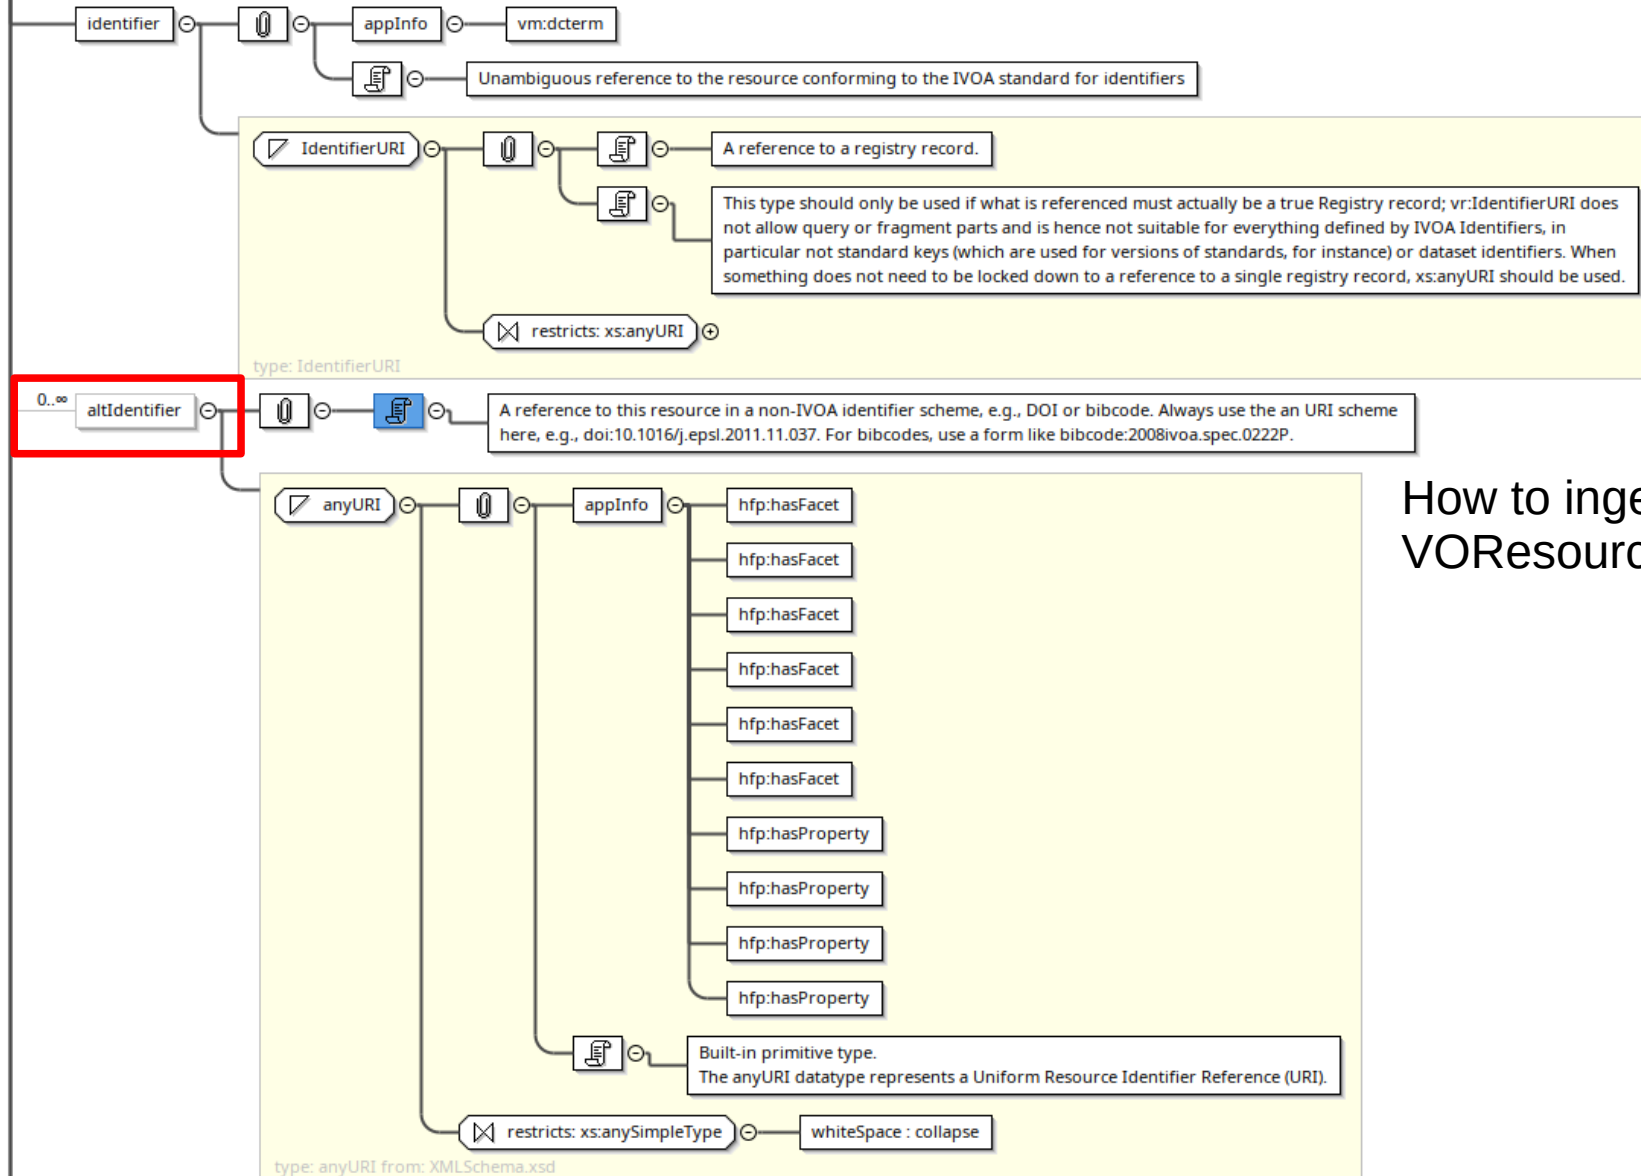 identifier
appInfo
vm:dcterm
Unambiguous reference to the resource conforming to the IVOA standard for identifiers
IdentifierURI
A reference to a registry record.
This type should only be used if what is referenced must actually be a true Registry record; vr:IdentifierURI does
not allow query or fragment parts and is hence not suitable for everything defined by IVOA Identifiers, in
particular not standard keys (which are used for versions of standards, for instance) or dataset identifiers. When
something does not need to be locked down to a reference to a single registry record, xs:anyURI should be used.
restricts: xs:anyURI
type: IdentifierURI
0..∞
altIdentifier
A reference to this resource in a non-IVOA identifier scheme, e.g., DOI or bibcode. Always use the an URI scheme
here, e.g., doi:10.1016/j.epsl.2011.11.037. For bibcodes, use a form like bibcode:2008ivoa.spec.0222P.
How to
anyURI
appInfo
hfp:hasFacet
hfp:hasFacet
hfp:hasFacet
hfp:hasFacet
hfp:hasFacet
hfp:hasFacet
hfp:hasProperty
hfp:hasProperty
hfp:hasProperty
hfp:hasProperty
Built-in primitive type.
The anyURI datatype represents a Uniform Resource Identifier Reference (URI).
restricts: xs:anySimpleType
whiteSpace : collapse
type: anyURI from: XMLSchema.xsd